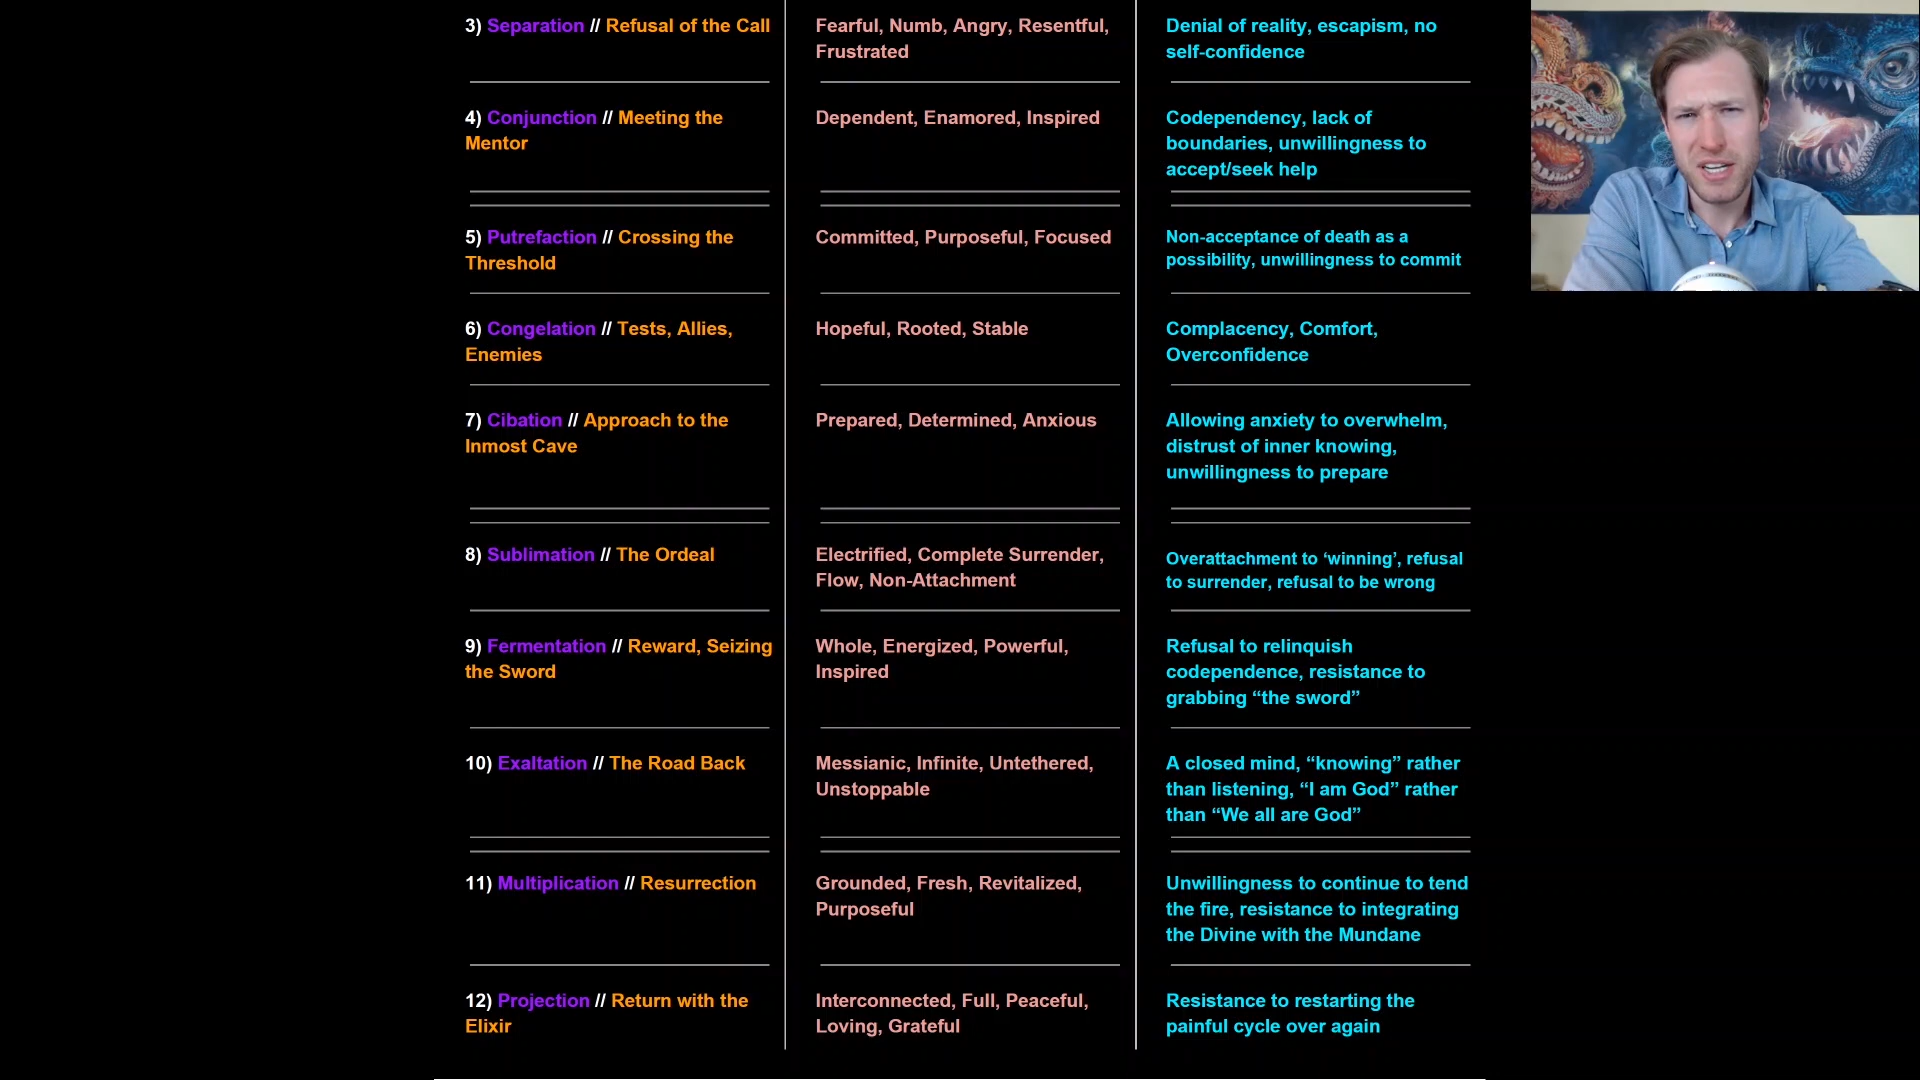 3) Separation // Refusal of the Call
Fearful, Numb, Angry, Resentful,
Frustrated
Denial of reality, escapism, no
self-confidence
4) Conjunction // Meeting the
Mentor
Dependent, Enamored, Inspired
Codependency, lack of
boundaries, unwillingness to
accept/seek help
5) Putrefaction // Crossing the
Threshold
Committed, Purposeful, Focused
Non-acceptance of death as a
possibility, unwillingness to commit
6) Congelation // Tests, Allies,
Enemies
Hopeful, Rooted, Stable
Complacency, Comfort,
Overconfidence
7) Cibation // Approach to the
Inmost Cave
Prepared, Determined, Anxious
Allowing anxiety to overwhelm,
distrust of inner knowing,
unwillingness to prepare
8) Sublimation // The Ordeal
Electrified, Complete Surrender,
Flow, Non-Attachment
Overattachment to ‘winning’, refusal
to surrender, refusal to be wrong
9) Fermentation // Reward, Seizing
the Sword
Whole, Energized, Powerful,
Inspired
Refusal to relinquish
codependence, resistance to
grabbing “the sword”
10) Exaltation // The Road Back
Messianic, Infinite, Untethered,
Unstoppable
A closed mind, “knowing” rather
than listening, “I am God” rather
than “We all are God”
11) Multiplication // Resurrection
Grounded, Fresh, Revitalized,
Purposeful
Unwillingness to continue to tend
the fire, resistance to integrating
the Divine with the Mundane
12) Projection // Return with the
Elixir
Interconnected, Full, Peaceful,
Loving, Grateful
Resistance to restarting the
painful cycle over again